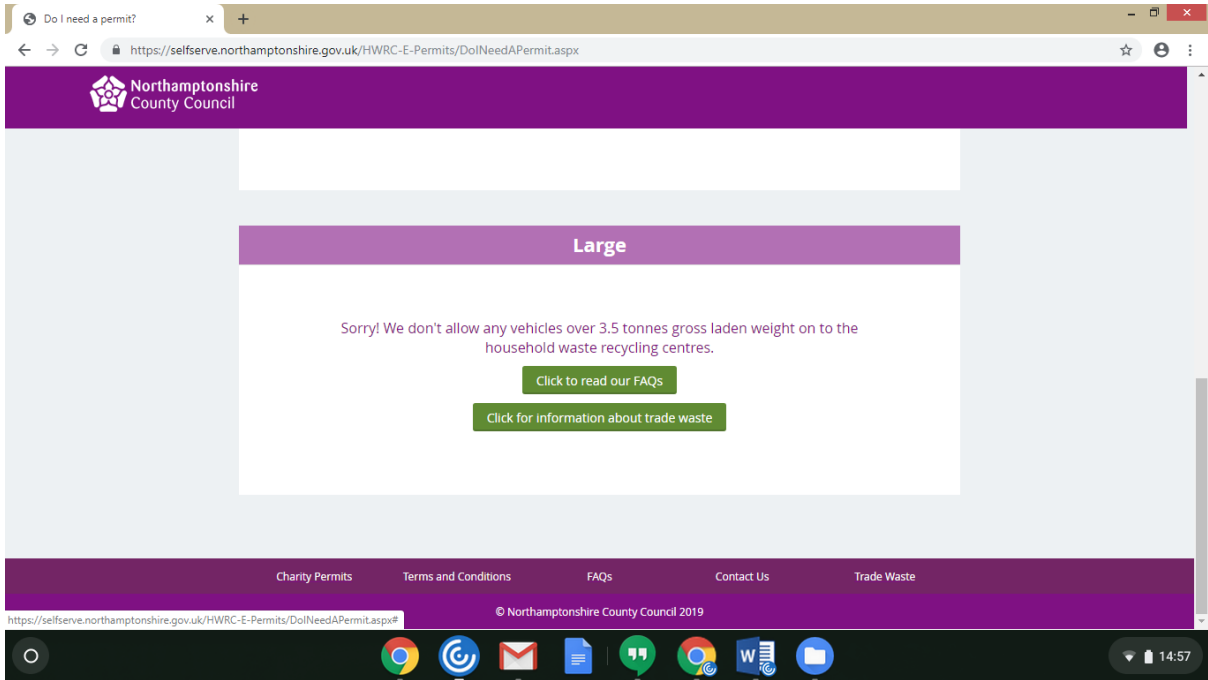 Do I need a permit?
https://selfserve.northamptonshire.gov.uk/HWRC-E-Permits/DoINeedAPermit.aspx
Northamptonshire
County Council
Large
Sorry! We don't allow any vehicles over 3.5 tonnes gross laden weight on to the
household waste recycling centres.
Click to read our FAQs
Click for information about trade waste
Charity Permits Terms and Conditions FAQs Contact Us Trade Waste
© Northamptonshire County Council 2019
https://selfserve.northamptonshire.gov.uk/HWRC-E-Permits/DoINeedAPermit.aspx#
W
14:57